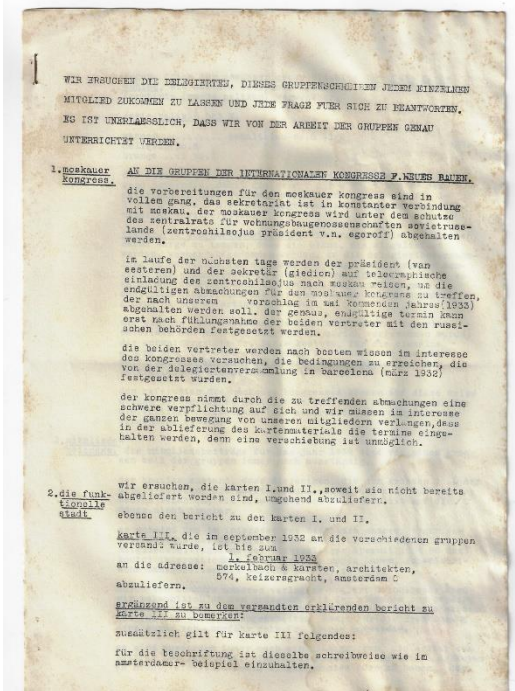 WIR ERSUCHEN DIE DELEGIERTEN, DIESES GRUPPENSCHREIBEN JEDEM EINZELNEN
MITGLIED ZUKOMMEN ZU LASSEN UND JEDE FRAGE FUER SICH ZU BEANTWORTEN.
ES IST UNERLAESSLICH, DASS WIR VON DER ARBEIT DER GRUPPEN GENAU
UNTERRICHTET WERDEN.
1.moskauer kongress.
AN DIE GRUPPEN DER INTERNATIONALEN KONGRESSE F.NEUES BAUEN.
die vorbereitungen für den moskauer kongress sind in
vollem gang. das sekretariat ist in konstanter verbindung
mit moskau. der moskauer kongress wird unter dem schutze
des zentralrats für wohnungsbaugenossenschaften sovietruss-
lands (zentroshilsojus präsident v.n. egoroff) abgehalten
werden.
im laufe der nächsten tage werden der präsident (van
eesteren) und der sekretär (giedion) auf telegraphische
einladung des zentroshilsojus nach moskau reisen, um die
endgültigen abmachungen für den moskauer kongress zu treffen,
der nach unserem vorschlag im mai kommenden jahres(1933)
abgehalten werden soll. der genaue, endgültige termin kann
erst nach fühlungsnahme der beiden vertreter mit den russi-
schen behörden festgesetzt werden.
die beiden vertreter werden nach bestem wissen im interesse
des kongresses versuchen, die bedingungen zu erreichen, die
von der delegiertenversammlung in barcelona (märz 1932)
festgesetzt wurden.
der kongress nimmt durch die zu treffenden abmachungen eine
schwere verpflichtung auf sich und wir müssen im interesse
der ganzen bewegung von unseren mitgliedern verlangen,dass
in der ablieferung des kartenmaterials die termine einge-
halten werden, denn eine verschiebung ist unmöglich.
2.die funk-
tionelle
stadt
wir ersuchen, die karten I.und II.,soweit sie nicht bereits
abgeliefert worden sind, umgehend abzuliefern.
ebenso den bericht zu den karten I. und II.
karte III. die im september 1932 an die verschiedenen gruppen
versandt wurde, ist bis zum
1. februar 1933
an die adresse: merkelbach & karsten, architekten,
574, keizersgracht, amsterdam C
abzuliefern.
ergänzend ist zu dem versandten erklärenden bericht zu
karte III zu bemerken:
zusätzlich gilt für karte III folgendes:
für die beschriftung ist dieselbe schreibweise wie im
amsterdamer- beispiel einzuhalten.